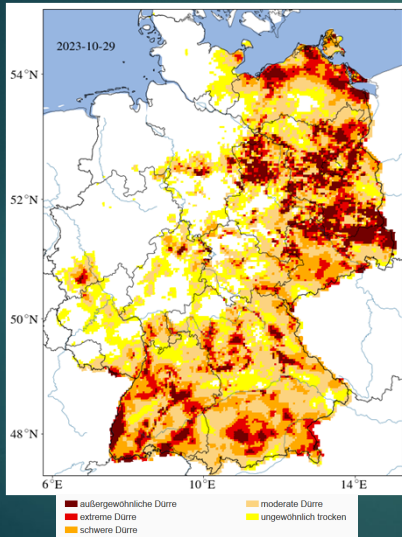 2023-10-29
54°N
52°N
50°N
48°N
6°E
10°E
14°E
außergewöhnliche Dürre
moderate Dürre
extreme Dürre
ungewöhnlich trocken
schwere Dürre